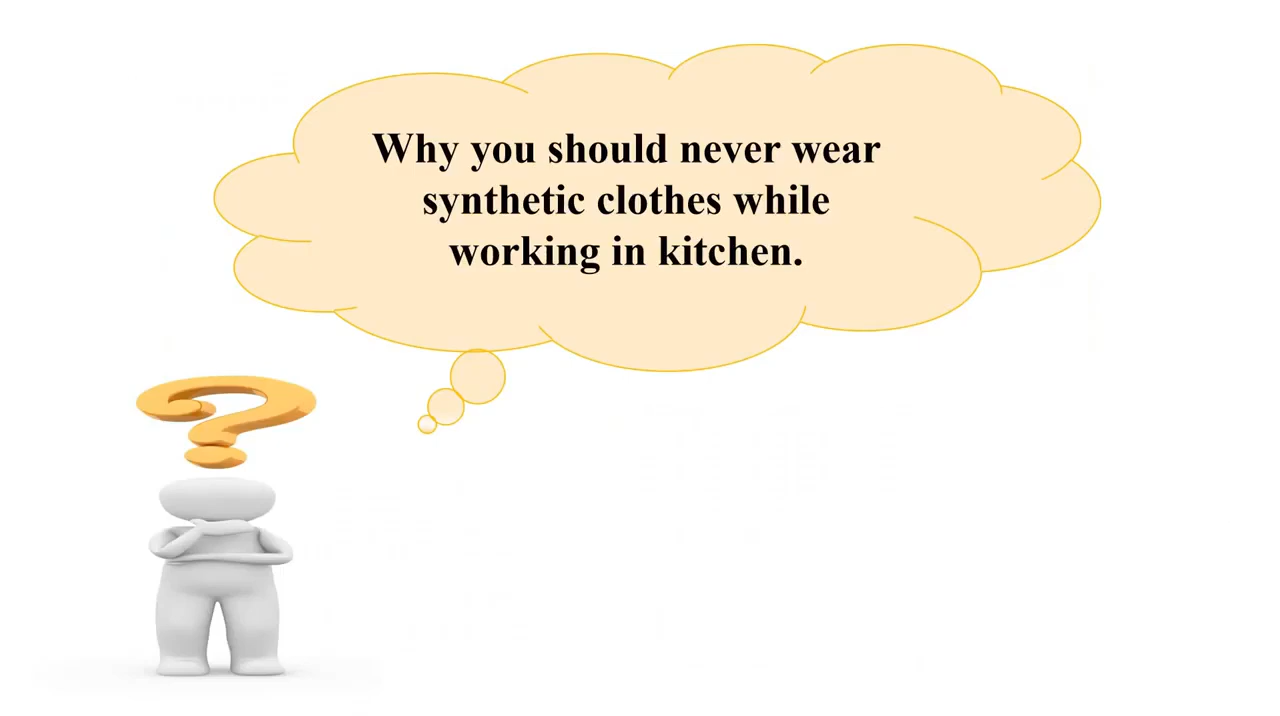 Why you should never wear
synthetic clothes while
working in kitchen.